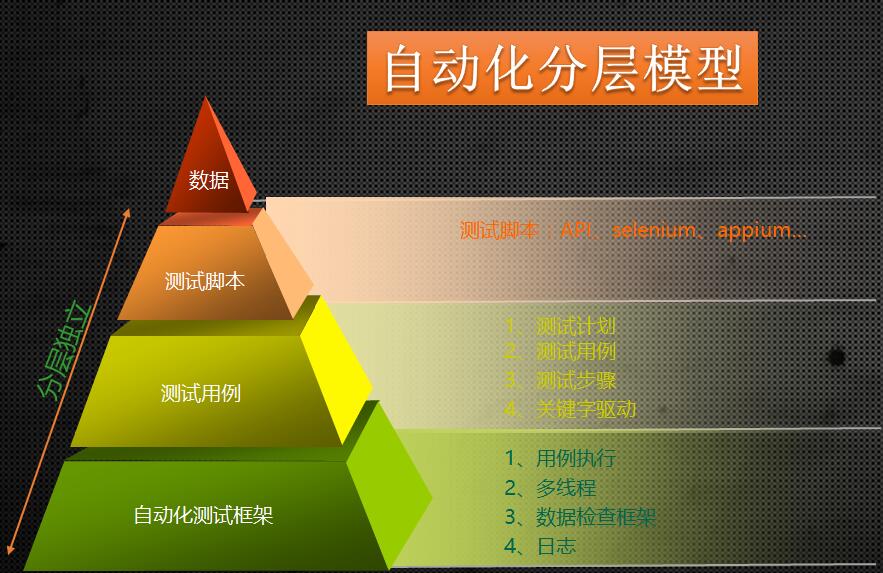 自动化分层模型
数据
测试脚本：API、selenium、appium...
测试脚本
分层独立
1、测试计划
2、测试用例
3、测试步骤
4、关键字驱动
测试用例
1、用例执行
2、多线程
3、数据检查框架
4、日志
自动化测试框架